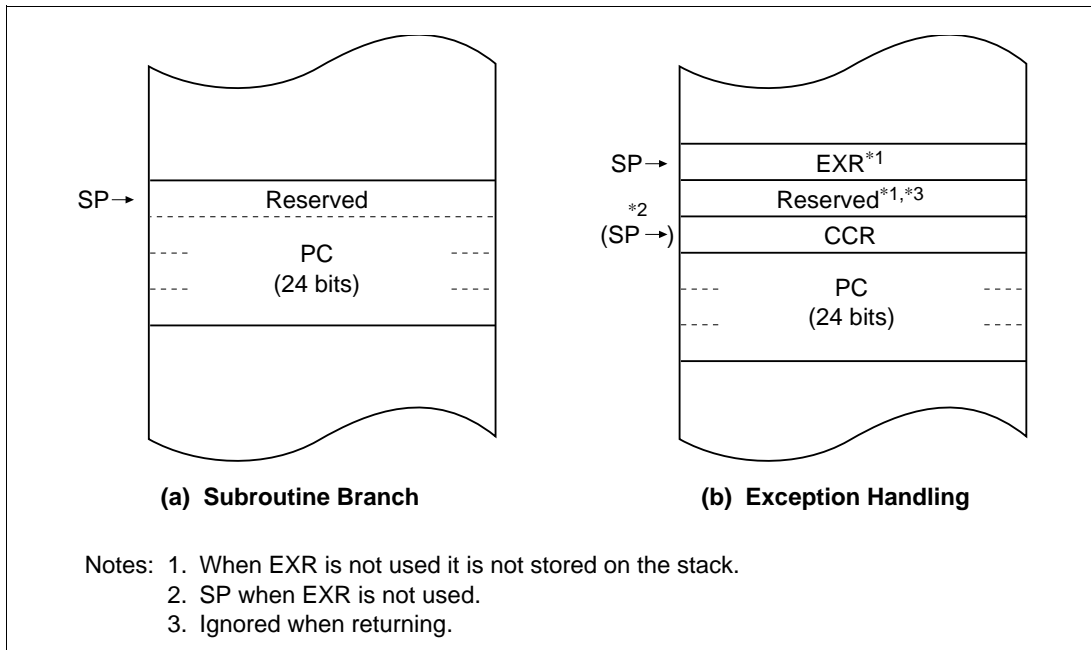 SP→
Reserved
PC
(24 bits)
(a) Subroutine Branch
SP→
EXR*1
Reserved*1,*3
*2
(SP→)
CCR
PC
(24 bits)
(b) Exception Handling
Notes: 1. When EXR is not used it is not stored on the stack.
2. SP when EXR is not used.
3. Ignored when returning.